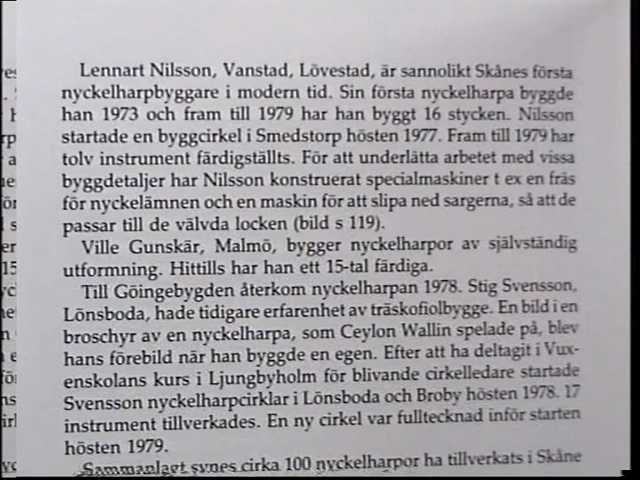 Lennart Nilsson, Vanstad, Lövestad, är sannolikt Skånes första
nyckelharpbyggare i modern tid. Sin första nyckelharpa byggde
han 1973 och fram till 1979 har han byggt 16 stycken. Nilsson
startade en byggcirkel i Smedstorp hösten 1977. Fram till 1979 har
tolv instrument färdigställts. För att underlätta arbetet med vissa
byggdetaljer har Nilsson konstruerat specialmaskiner t ex en fräs
för nyckelämnen och en maskin för att slipa ned sargerna, så att de
passar till de välvda locken (bild s 119).
Ville Gunskär, Malmö, bygger nyckelharpor av självständig
utformning. Hittills har han ett 15-tal färdiga.
Till Göingebygden återkom nyckelharpan 1978. Stig Svensson,
Lönsboda, hade tidigare erfarenhet av träskofiolbygge. En bild i en
broschyr av en nyckelharpa, som Ceylon Wallin spelade på, blev
hans förebild när han byggde en egen. Efter att ha deltagit i Vux-
enskolans kurs i Ljungbyholm för blivande cirkelledare startade
Svensson nyckelharpcirklar i Lönsboda och Broby hösten 1978. 17
instrument tillverkades. En ny cirkel var fulltecknad inför starten
hösten 1979.
Sammanlagt synes cirka 100 nyckelharpor ha tillverkats i Skåne